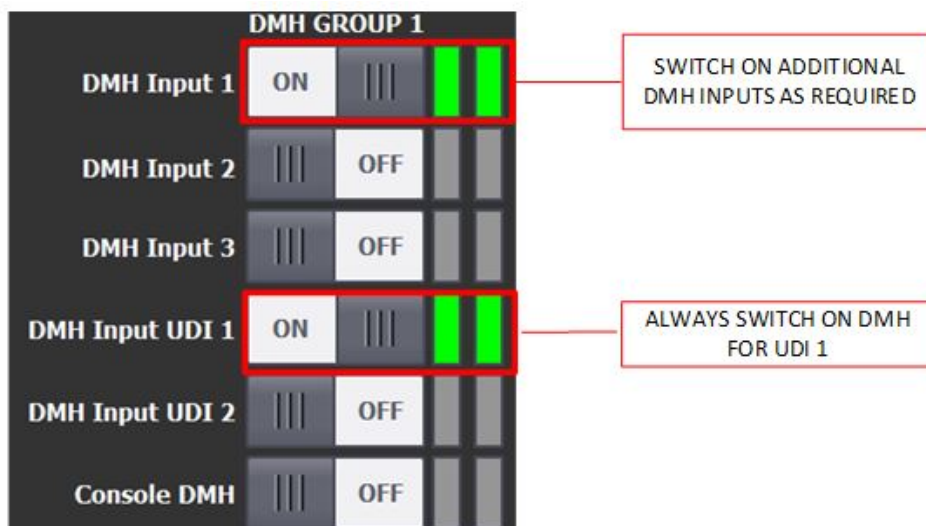 DMH GROUP 1
DMH Input 1 ON
SWITCH ON ADDITIONAL
DMH INPUTS AS REQUIRED
DMH Input 2 OFF
DMH Input 3 OFF
DMH Input UDI 1 ON
ALWAYS SWITCH ON DMH
FOR UDI 1
DMH Input UDI 2 OFF
Console DMH OFF